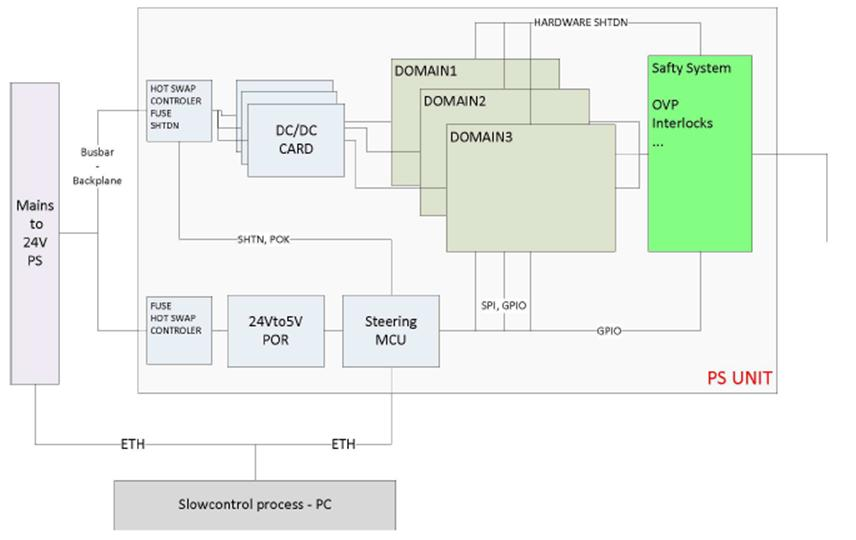 HARDWARE SHTDN
HOT SWAP
CONTROLER
FUSE
SHTDN
DC/DC
CARD
DOMAIN1
DOMAIN2
DOMAIN3
Safty System
OVP
Interlocks
...
Busbar
-
Backplane
Mains
to
24V
PS
SHTN, POK
FUSE
HOT SWAP
CONTROLER
24Vto5V
POR
Steering
MCU
SPI, GPIO
GPIO
PS UNIT
ETH
ETH
Slowcontrol process - PC